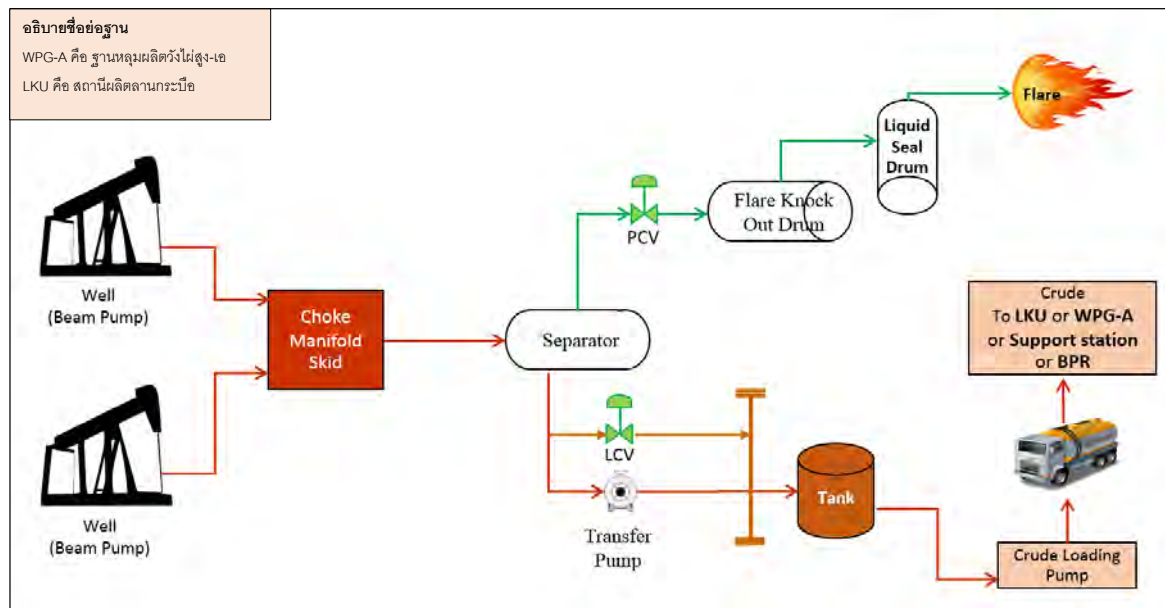 อธิบายชื่อย่อฐาน
WPG-A คือ ฐานหลุมผลิตวังไผ่สูง-เอ
LKU คือ สถานีผลิตลานกระบือ
Flare
Liquid
Seal
Drum
Flare Knock
Out Drum
PCV
Well
(Beam Pump)
Choke
Manifold
Skid
Separator
Crude
To LKU or WPG-A
or Support station
or BPR
LCV
Tank
Well
(Beam Pump)
Transfer
Pump
Crude Loading
Pump